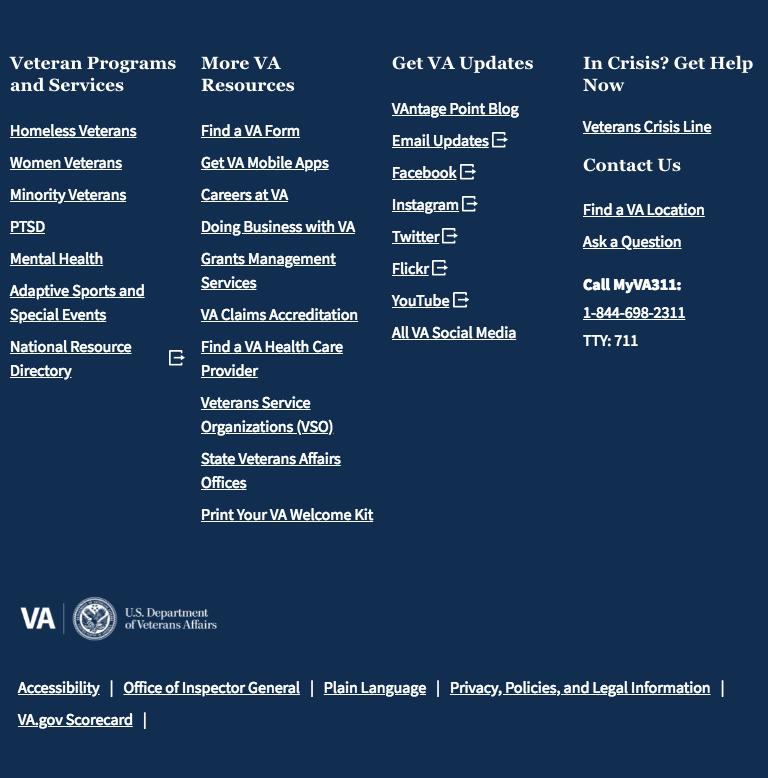 Veteran Programs
and Services
Homeless Veterans
Women Veterans
Minority Veterans
PTSD
Mental Health
Adaptive Sports and
Special Events
National Resource
Directory
More VA
Resources
Find a VA Form
Get VA Mobile Apps
Careers at VA
Doing Business with VA
Grants Management
Services
VA Claims Accreditation
Find a VA Health Care
Provider
Veterans Service
Organizations (VSO)
State Veterans Affairs
Offices
Print Your VA Welcome Kit
Get VA Updates
VAntage Point Blog
Email Updates
Facebook
Instagram
Twitter
Flickr
YouTube
All VA Social Media
In Crisis? Get Help
Now
Veterans Crisis Line
Contact Us
Find a VA Location
Ask a Question
Call MyVA311:
1-844-698-2311
TTY: 711
VA | U.S. Department
of Veterans Affairs
Accessibility | Office of Inspector General | Plain Language | Privacy, Policies, and Legal Information |
VA.gov Scorecard |